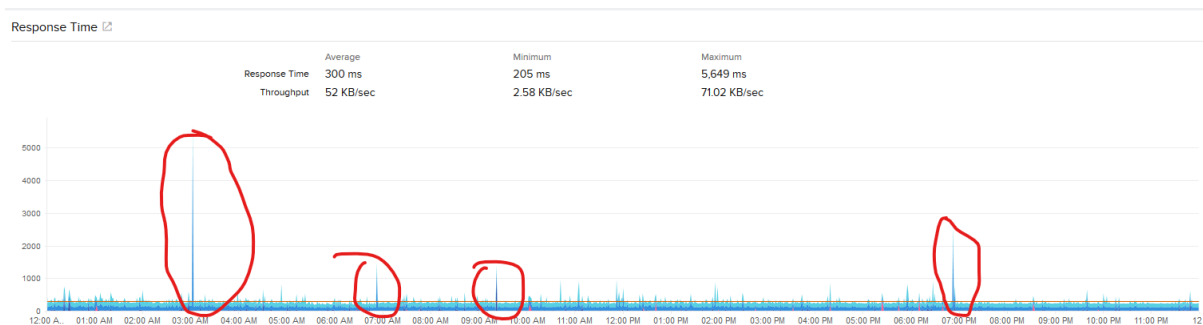 Response Time
Average Minimum Maximum
Response Time 300 ms 205 ms 5,649 ms
Throughput 52 KB/sec 2.58 KB/sec 71.02 KB/sec
5000
4000
3000
2000
1000
0
12:00 A.. 01:00 AM 02:00 AM 03:00 AM 04:00 AM 05:00 AM 06:00 AM 07:00 AM 08:00 AM 09:00 AM 10:00 AM 11:00 AM 12:00 PM 01:00 PM 02:00 PM 03:00 PM 04:00 PM 05:00 PM 06:00 PM 07:00 PM 08:00 PM 09:00 PM 10:00 PM 11:00 PM